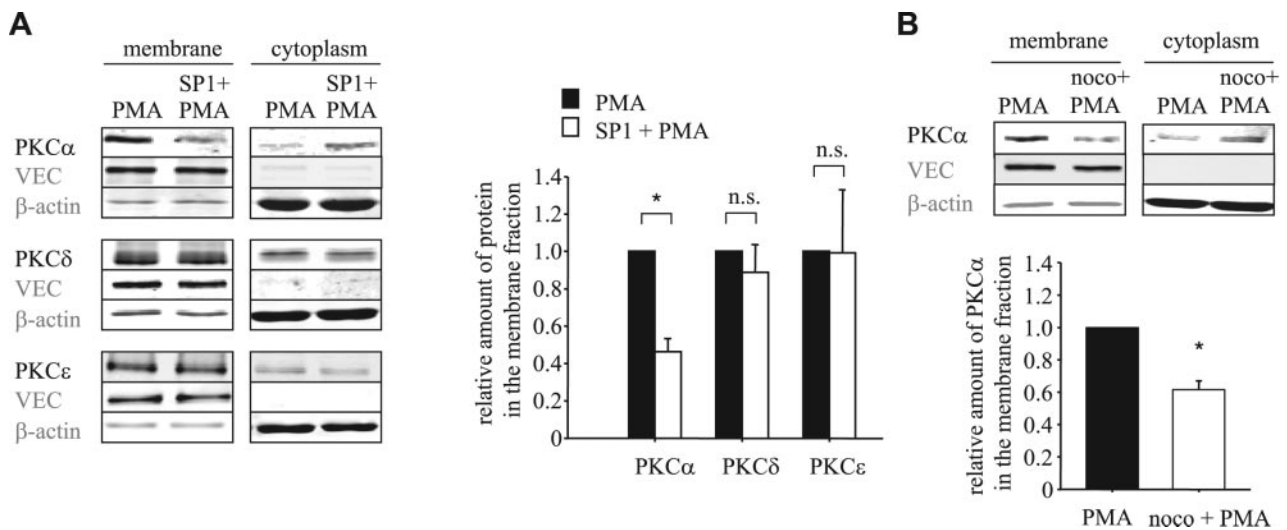 A
membrane
cytoplasm
PMA
SP1+
PMA
PMA
SP1+
PMA
PKCα
VEC
β-actin
PKCδ
VEC
β-actin
PKCε
VEC
β-actin
PMA
SP1 + PMA
relative amount of protein
in the membrane fraction
1.4
1.2
1.0
0.8
0.6
0.4
0.2
0
*
n.s.
n.s.
PKCα
PKCδ
PKCε
B
membrane
cytoplasm
PMA
noco+
PMA
PMA
noco+
PMA
PKCα
VEC
β-actin
relative amount of PKCα
in the membrane fraction
1.4
1.2
1.0
0.8
0.6
0.4
0.2
0
*
PMA
noco + PMA